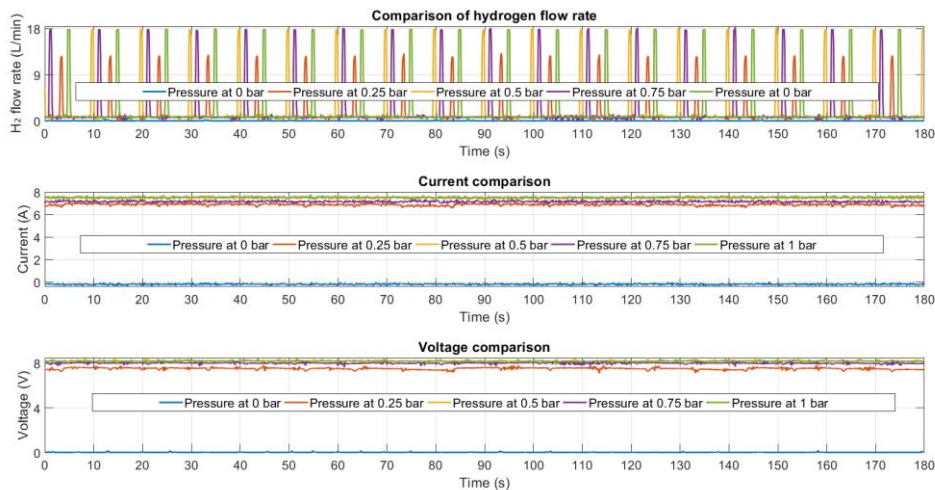 Comparison of hydrogen flow rate
H₂ flow rate (L/min)
18
9
0
Pressure at 0 bar Pressure at 0.25 bar Pressure at 0.5 bar Pressure at 0.75 bar Pressure at 0 bar
0 10 20 30 40 50 60 70 80 90 100 110 120 130 140 150 160 170 180
Time (s)
Current comparison
Current (A)
8
6
4
2
0
Pressure at 0 bar Pressure at 0.25 bar Pressure at 0.5 bar Pressure at 0.75 bar Pressure at 1 bar
0 10 20 30 40 50 60 70 80 90 100 110 120 130 140 150 160 170 180
Time (s)
Voltage comparison
Voltage (V)
8
4
0
Pressure at 0 bar Pressure at 0.25 bar Pressure at 0.5 bar Pressure at 0.75 bar Pressure at 1 bar
0 10 20 30 40 50 60 70 80 90 100 110 120 130 140 150 160 170 180
Time (s)